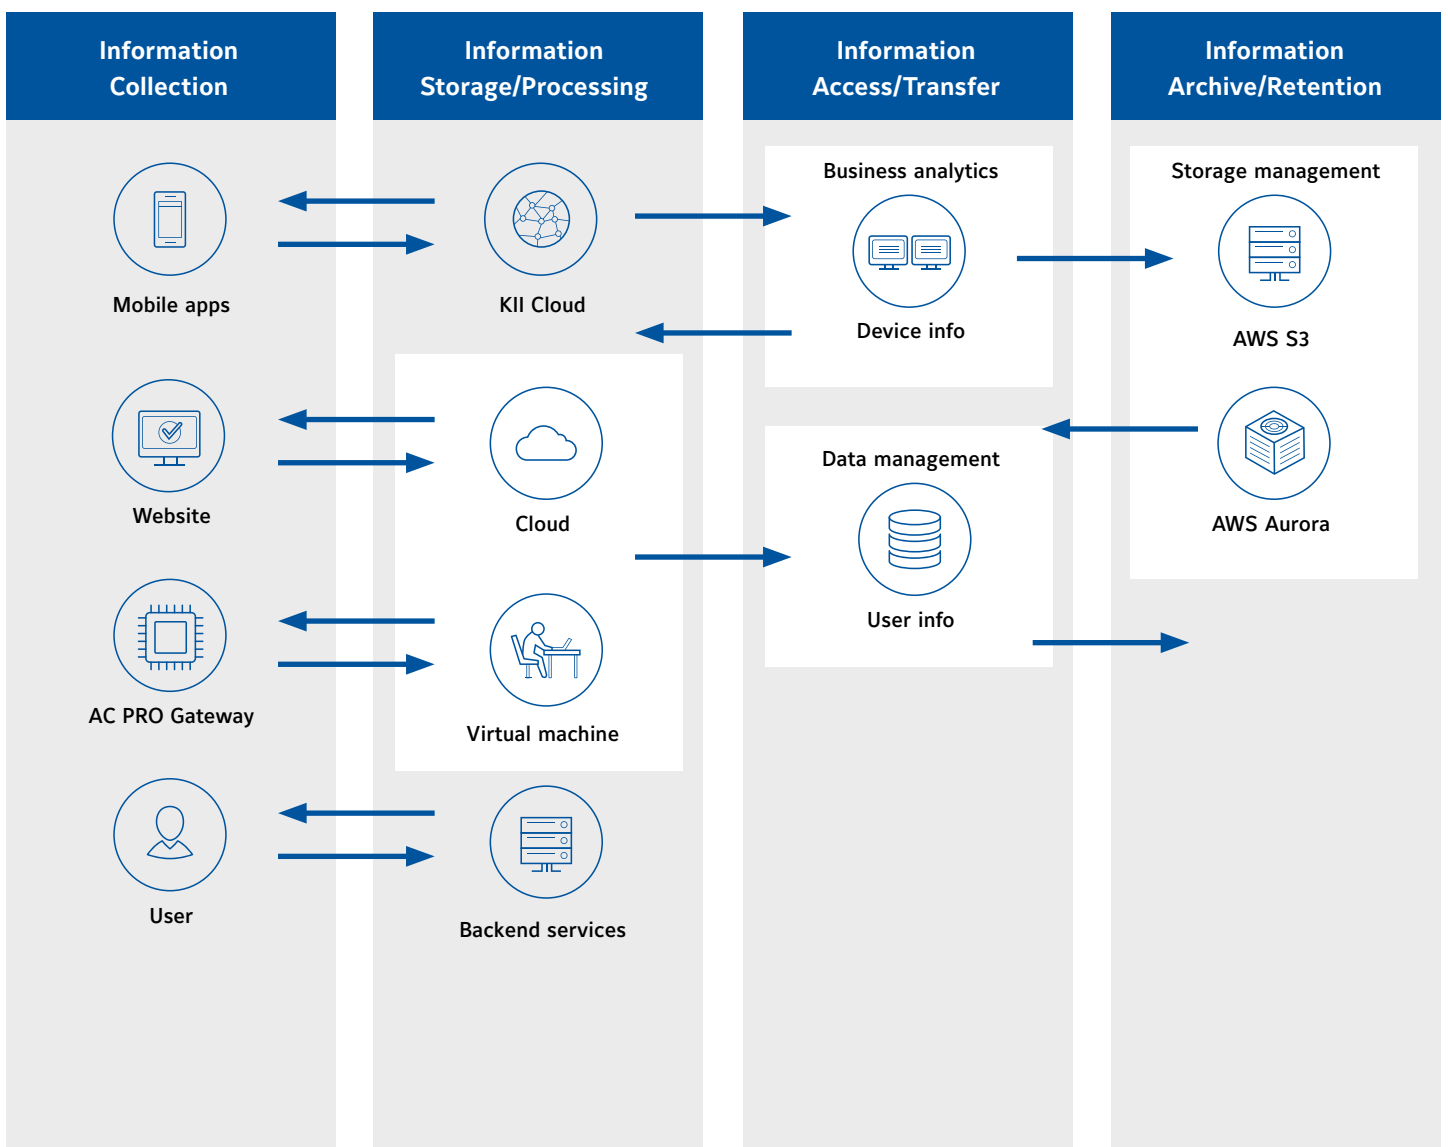 Information
Collection
Information
Storage/Processing
Information
Access/Transfer
Information
Archive/Retention
Mobile apps
Website
AC PRO Gateway
User
KII Cloud
Cloud
Virtual machine
Backend services
Business analytics
Device info
Data management
User info
Storage management
AWS S3
AWS Aurora